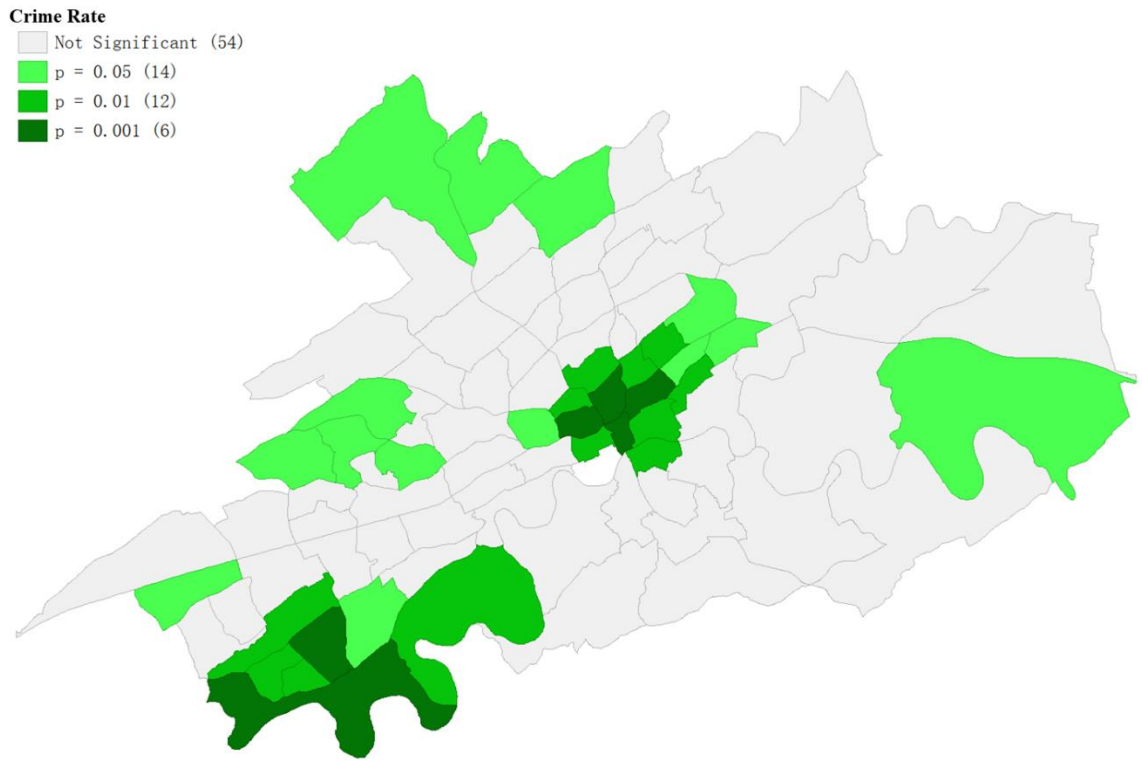 Crime Rate
Not Significant (54)
p = 0.05 (14)
p = 0.01 (12)
p = 0.001 (6)